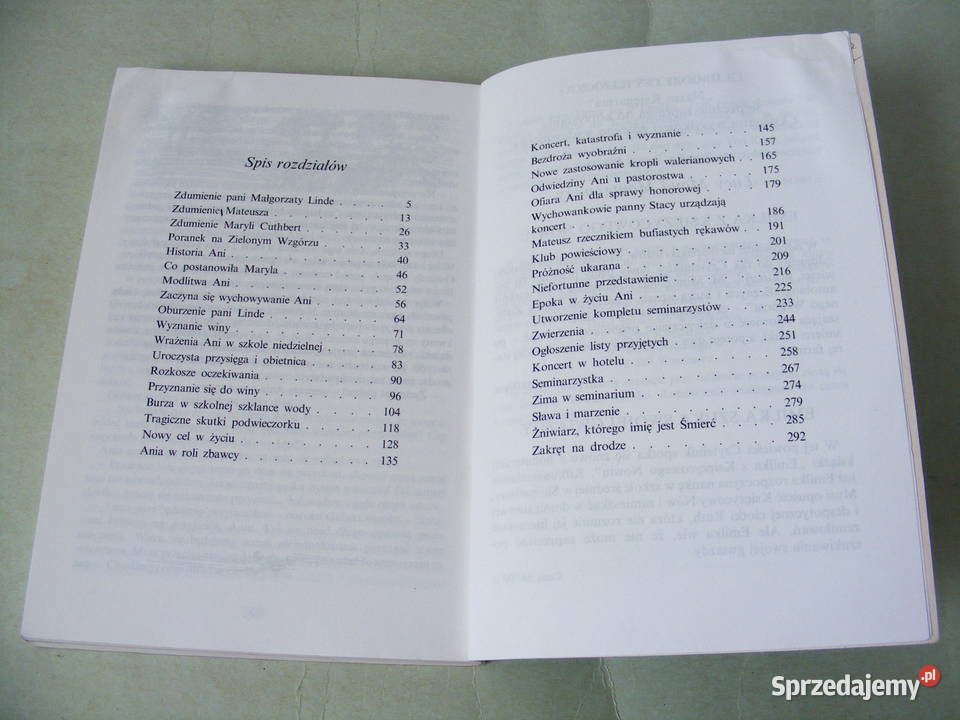 Spis rozdziałów
Zdumienie pani Małgorzaty Linde . . . . 5
Zdumienie Mateusza . . . . . . . . 13
Zdumienie Maryli Cuthbert . . . . . . 26
Poranek na Zielonym Wzgórzu . . . . . 33
Historia Ani . . . . . . . . . . 40
Co postanowiła Maryla . . . . . . . 46
Modlitwa Ani . . . . . . . . . . 52
Zaczyna się wychowywanie Ani . . . . . 56
Oburzenie pani Linde . . . . . . . 64
Wyznanie winy . . . . . . . . . 71
Wrażenia Ani w szkole niedzielnej . . . . 78
Uroczysta przysięga i obietnica . . . . . 83
Rozkosze oczekiwania . . . . . . . 90
Przyznanie się do winy . . . . . . . 96
Burza w szkolnej szklance wody . . . . . 104
Tragiczne skutki podwieczorku . . . . . 118
Nowy cel w życiu . . . . . . . . 128
Ania w roli zbawcy . . . . . . . . 135
Koncert, katastrofa i wyznanie . . . . . 145
Bezdroża wyobraźni . . . . . . . . 157
Nowe zastosowanie kropli walerianowych . . 165
Odwiedziny Ani u pastorostwa . . . . . 175
Ofiara Ani dla sprawy honorowej . . . . 179
Wychowankowie panny Stacy urządzają
koncert . . . . . . . . . . . 186
Mateusz rzecznikiem bufiastych rękawów . . 191
Klub powieściowy . . . . . . . . 201
Próżność ukarana . . . . . . . . 209
Niefortunne przedstawienie . . . . . . 216
Epoka w życiu Ani . . . . . . . . 225
Utworzenie kompletu seminarzystów . . . . 233
Zwierzenia . . . . . . . . . . 244
Ogłoszenie listy przyjętych . . . . . . 251
Koncert w hotelu . . . . . . . . 258
Seminarzystka . . . . . . . . . 267
Zima w seminarium . . . . . . . . 274
Sława i marzenie . . . . . . . . 279
Żniwiarz, którego imię jest Śmierć . . . . 285
Zakręt na drodze . . . . . . . . 292
Sprzedajemy.pl